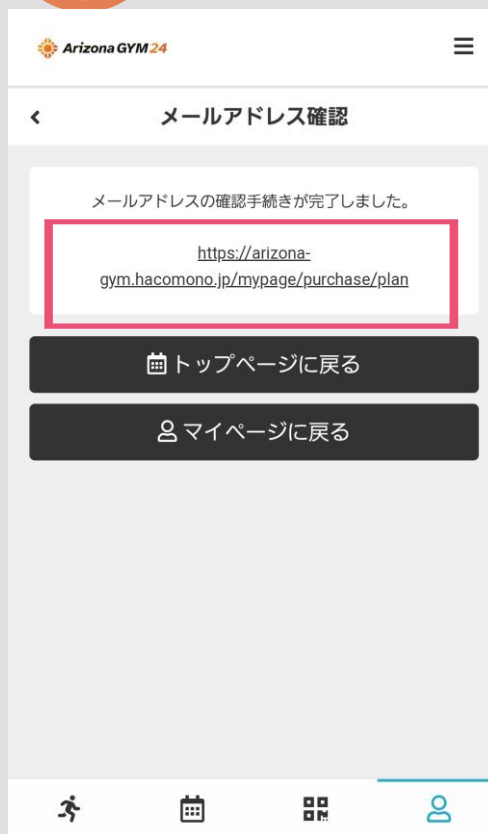 Arizona GYM24
メールアドレス確認
メールアドレスの確認手続きが完了しました。
https://arizona-
gym.hacomono.jp/mypage/purchase/plan
トップページに戻る
マイページに戻る